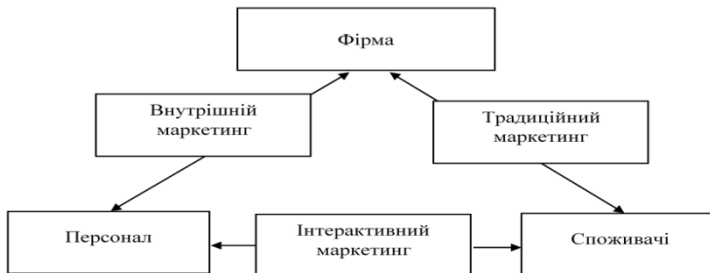 Фірма
Внутрішній
маркетинг
Традиційний
маркетинг
Персонал
Інтерактивний
маркетинг
Споживачі